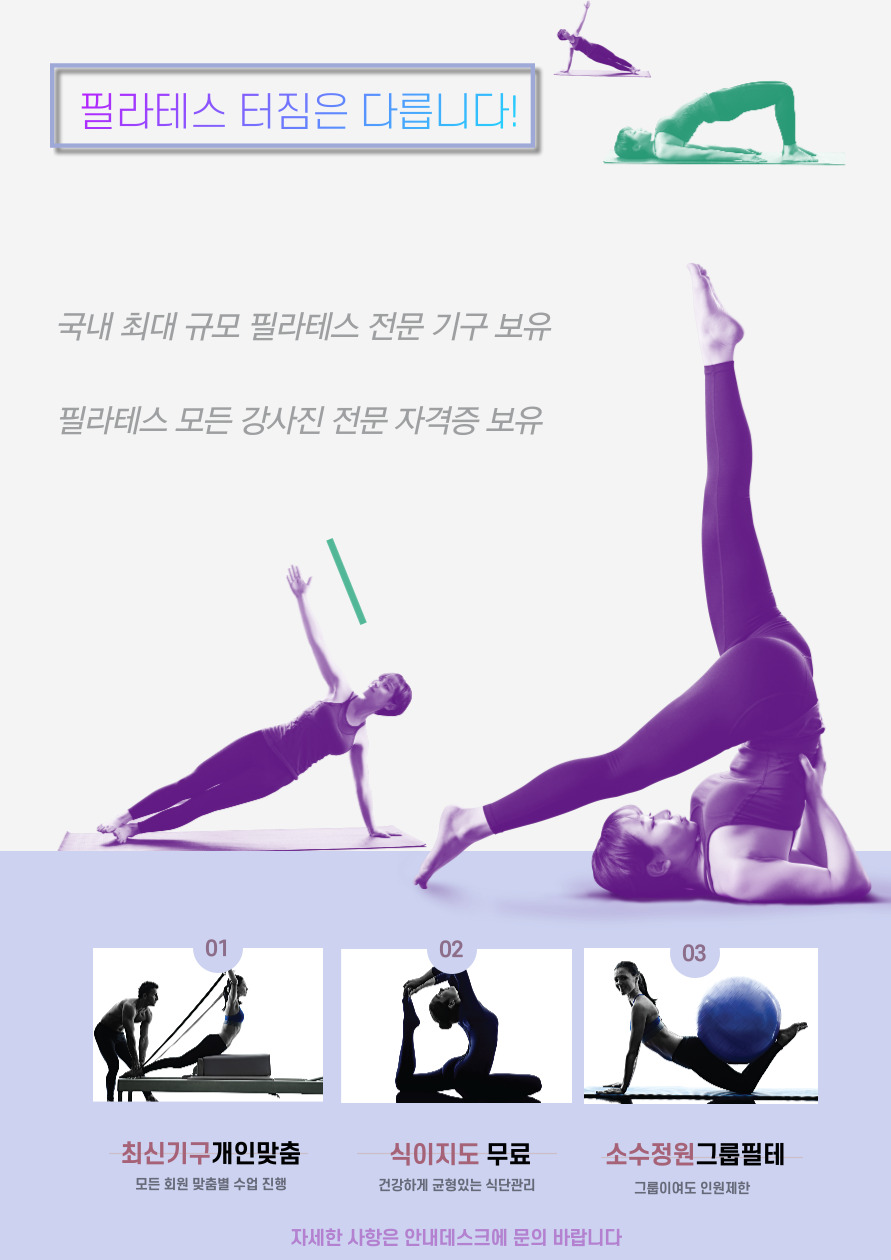 필라테스 터짐은 다릅니다!
국내 최대 규모 필라테스 전문 기구 보유
필라테스 모든 강사진 전문 자격증 보유
01
02
03
최신기구개인맞춤
모든 회원 맞춤별 수업 진행
식이지도 무료
건강하게 균형있는 식단관리
소수정원그룹필테
그룹이여도 인원제한
자세한 사항은 안내데스크에 문의 바랍니다